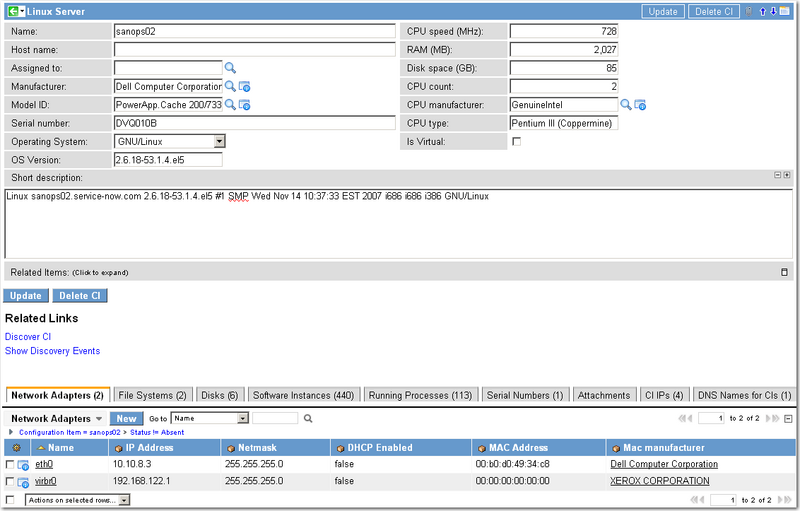 Linux Server Update Delete CI
Name: sanops02 CPU speed (MHz): 728
Host name: RAM (MB): 2,027
Assigned to: Disk space (GB): 85
Manufacturer: Dell Computer Corporation CPU count: 2
Model ID: PowerApp.Cache 200/733 CPU manufacturer: GenuineIntel
Serial number: DVQ010B CPU type: Pentium III (Coppermine)
Operating System: GNU/Linux Is Virtual:
OS Version: 2.6.18-53.1.4.el5
Short description:
Linux sanops02.service-now.com 2.6.18-53.1.4.el5 #1 SMP Wed Nov 14 10:37:33 EST 2007 i686 i686 i386 GNU/Linux
Related Items: (Click to expand)
Update Delete CI
Related Links
Discover CI
Show Discovery Events
Network Adapters (2) File Systems (2) Disks (6) Software Instances (440) Running Processes (113) Serial Numbers (1) Attachments CI IPs (4) DNS Names for CIs (1)
Network Adapters New Go to Name 1 to 2 of 2
Configuration Item = sanops02 > Status != Absent
Name IP Address Netmask DHCP Enabled MAC Address Mac manufacturer
eth0 10.10.8.3 255.255.255.0 false 00:b0:d0:49:34:c8 Dell Computer Corporation
virbr0 192.168.122.1 255.255.255.0 false 00:00:00:00:00:00 XEROX CORPORATION
Actions on selected rows... 1 to 2 of 2